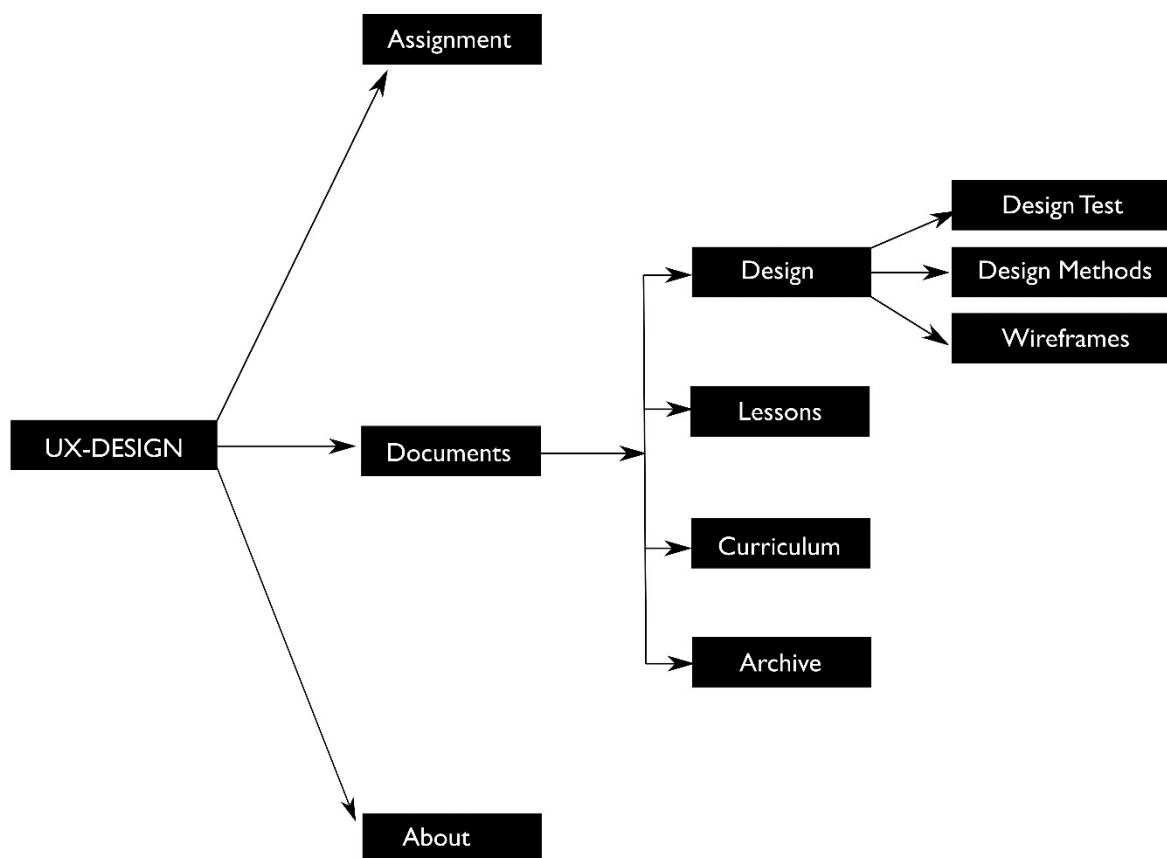 Assignment
Design Test
Design
Design Methods
Wireframes
Lessons
UX-DESIGN
Documents
Curriculum
Archive
About